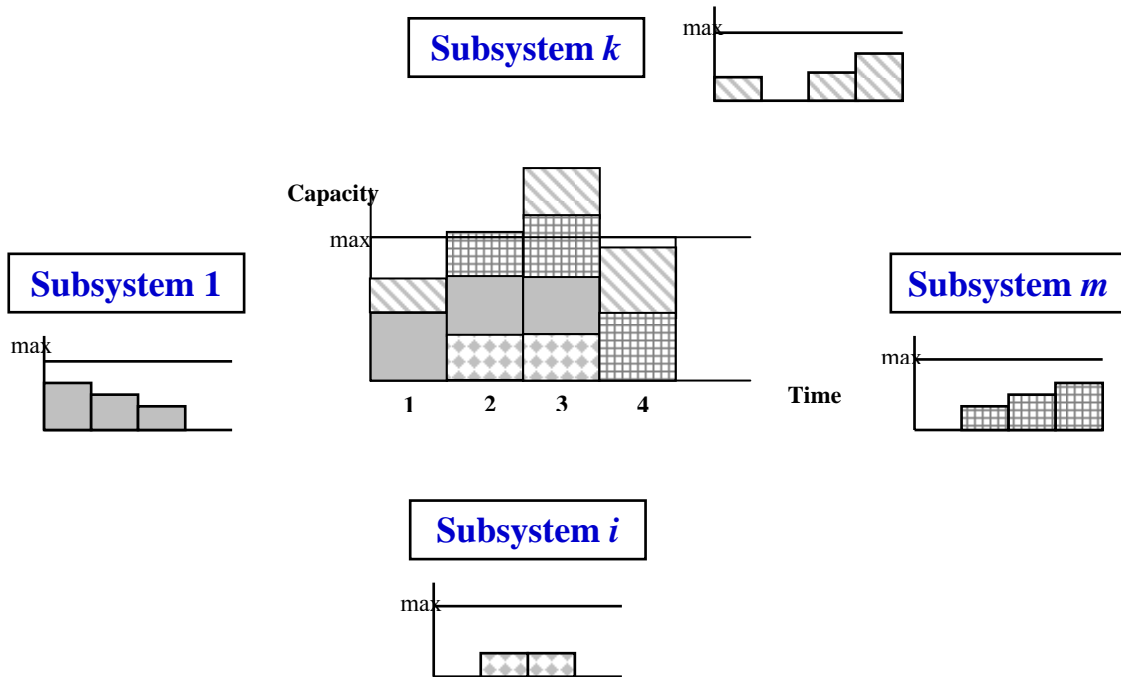 max
Subsystem k
Capacity
max
Subsystem 1
Subsystem m
max
max
1 2 3 4
Time
Subsystem i
max